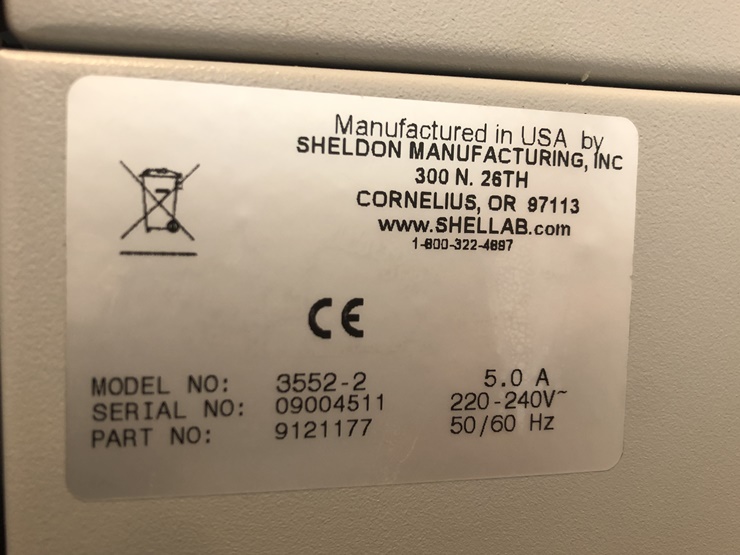 Manufactured in USA by
SHELDON MANUFACTURING, INC
300 N. 26TH
CORNELIUS, OR 97113
www.SHELLAB.com
1-800-322-4897
CE
MODEL NO: 3552-2 5.0 A
SERIAL NO: 09004511 220-240V~
PART NO: 9121177 50/60 Hz